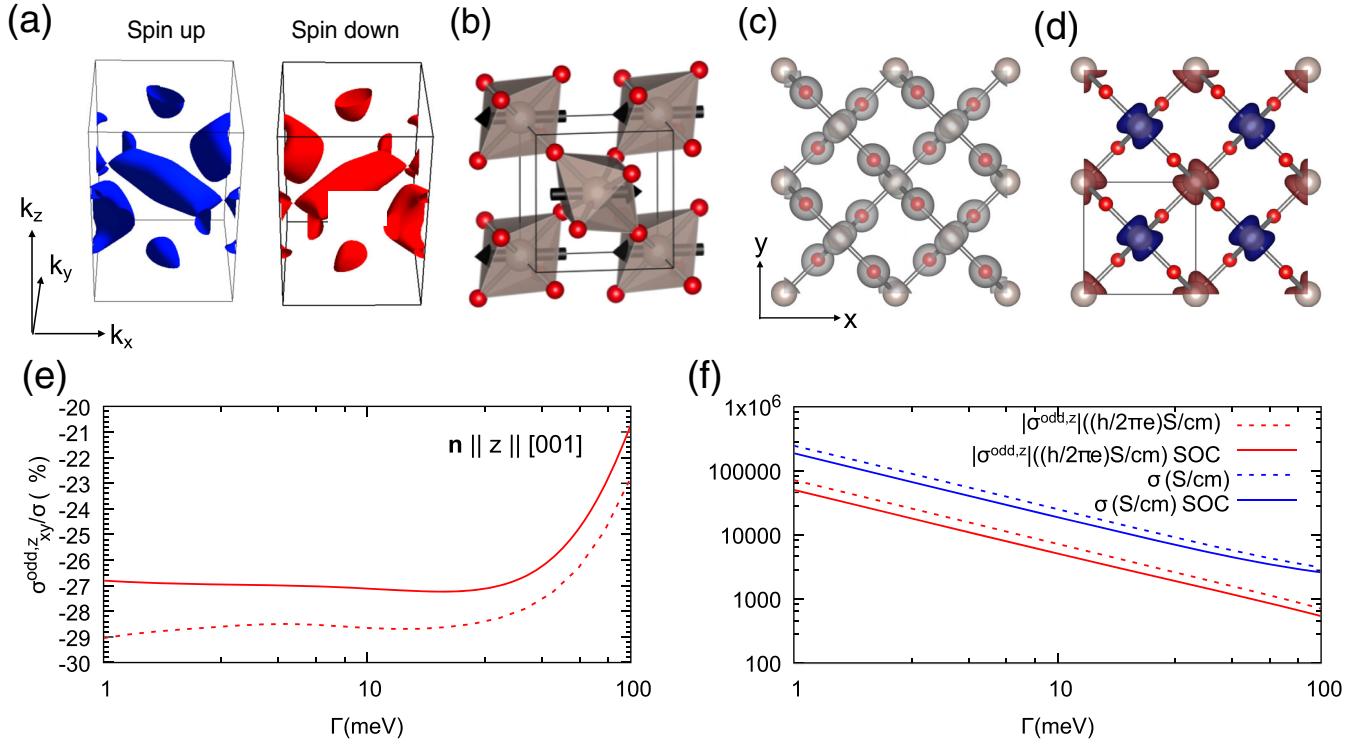 (a)
Spin up
Spin down
k_z
k_y
k_x
(b)
(c)
y
x
(d)
(e)
σ^odd,z_xy/σ ( %)
-20
-21
-22
-23
-24
-25
-26
-27
-28
-29
-30
n || z || [001]
1
10
100
Γ(meV)
(f)
1x10^6
100000
10000
1000
100
|σ^odd,z|((h/2πe)S/cm)
|σ^odd,z|((h/2πe)S/cm) SOC
σ (S/cm)
σ (S/cm) SOC
1
10
100
Γ(meV)